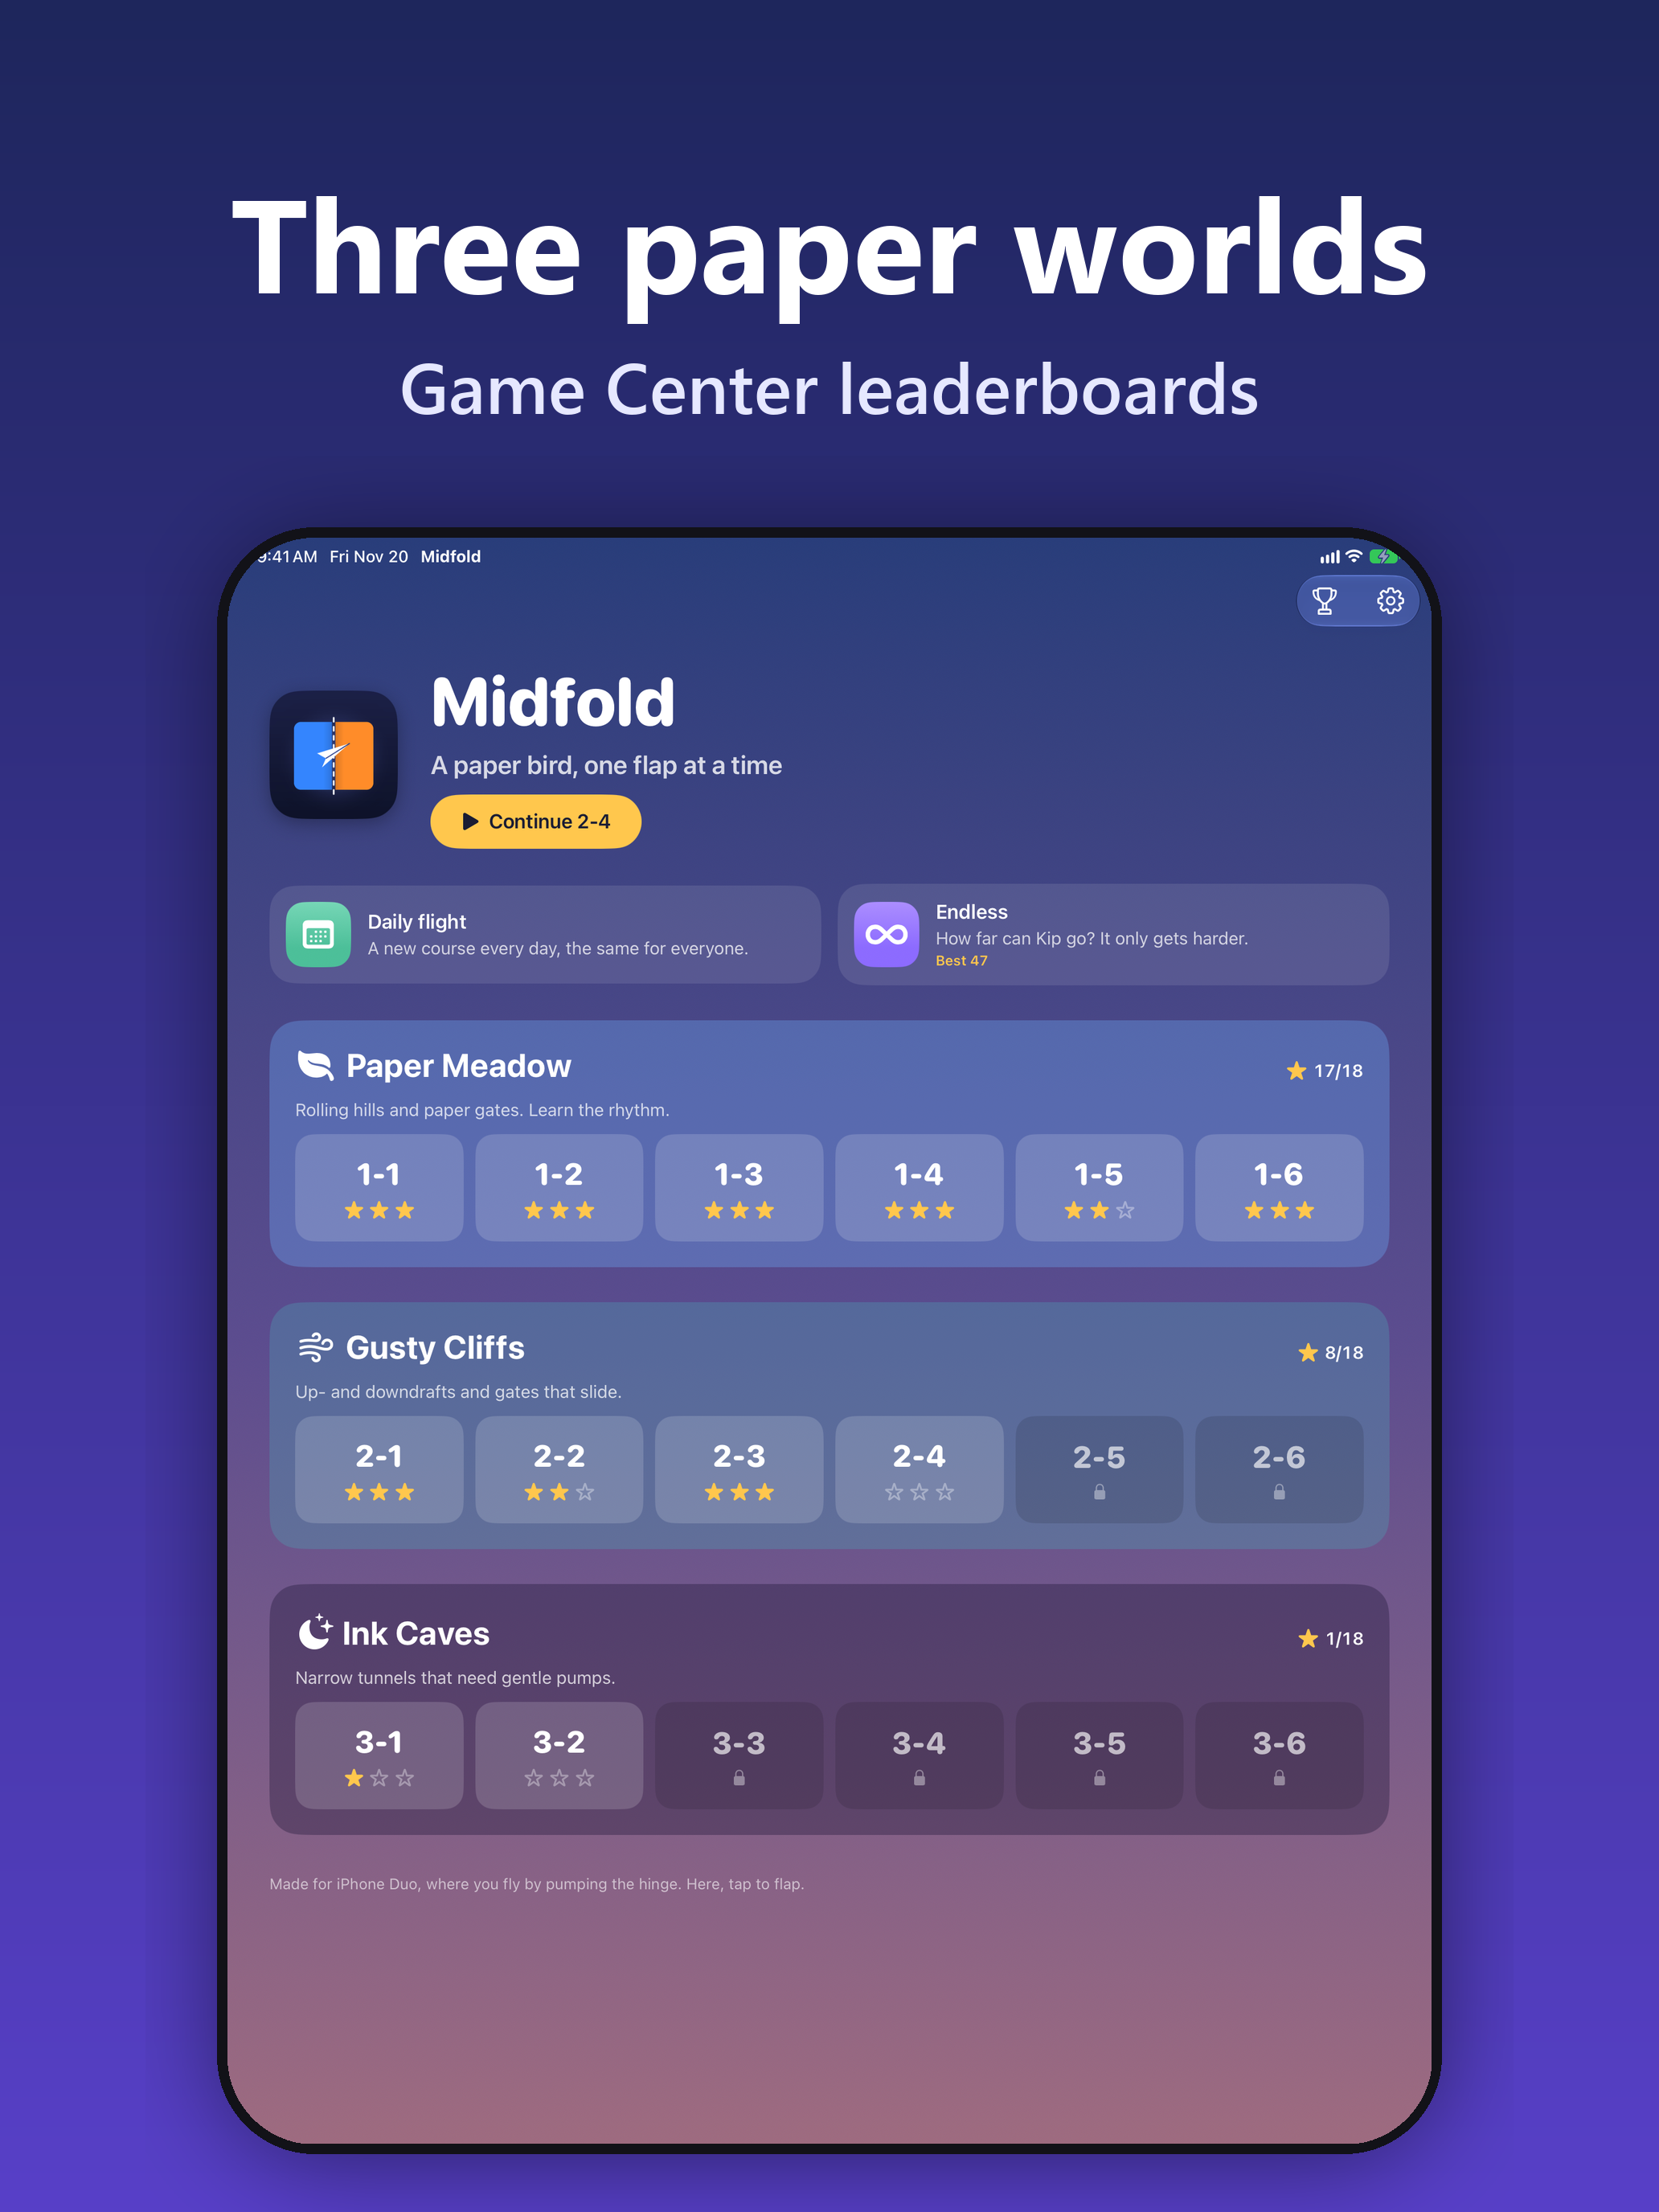 Three paper worlds
Game Center leaderboards
9:41 AM Fri Nov 20 Midfold
Midfold
A paper bird, one flap at a time
Continue 2-4
Daily flight
A new course every day, the same for everyone.
Endless
How far can Kip go? It only gets harder.
Best 47
Paper Meadow
17/18
Rolling hills and paper gates. Learn the rhythm.
1-1 1-2 1-3 1-4 1-5 1-6
Gusty Cliffs
8/18
Up- and downdrafts and gates that slide.
2-1 2-2 2-3 2-4 2-5 2-6
Ink Caves
1/18
Narrow tunnels that need gentle pumps.
3-1 3-2 3-3 3-4 3-5 3-6
Made for iPhone Duo, where you fly by pumping the hinge. Here, tap to flap.